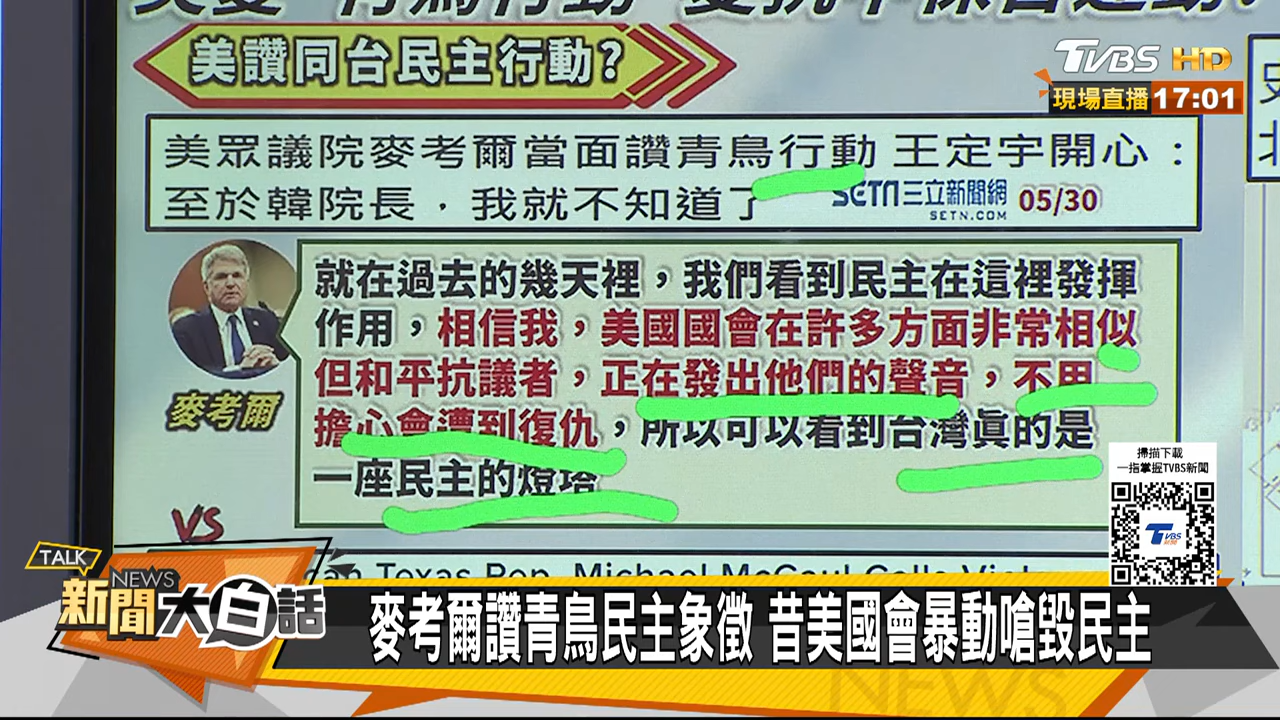 美讚同台民主行動?
TVBS HD
現場直播 17:01
美眾議院麥考爾當面讚青鳥行動 王定宇開心:
至於韓院長,我就不知道了
SETN三立新聞網
SETN.COM
05/30
就在過去的幾天裡,我們看到民主在這裡發揮
作用,相信我,美國國會在許多方面非常相似
但和平抗議者,正在發出他們的聲音,不用
擔心會遭到復仇,所以可以看到台灣真的是
一座民主的燈塔
麥考爾
VS
掃描下載
一指掌握TVBS新聞
TVBS
新聞
Texas Rep. Michael McCaul Calls
TALK
NEWS
新聞大白話
麥考爾讚青鳥民主象徵 昔美國會暴動嗆毀民主
NEWS